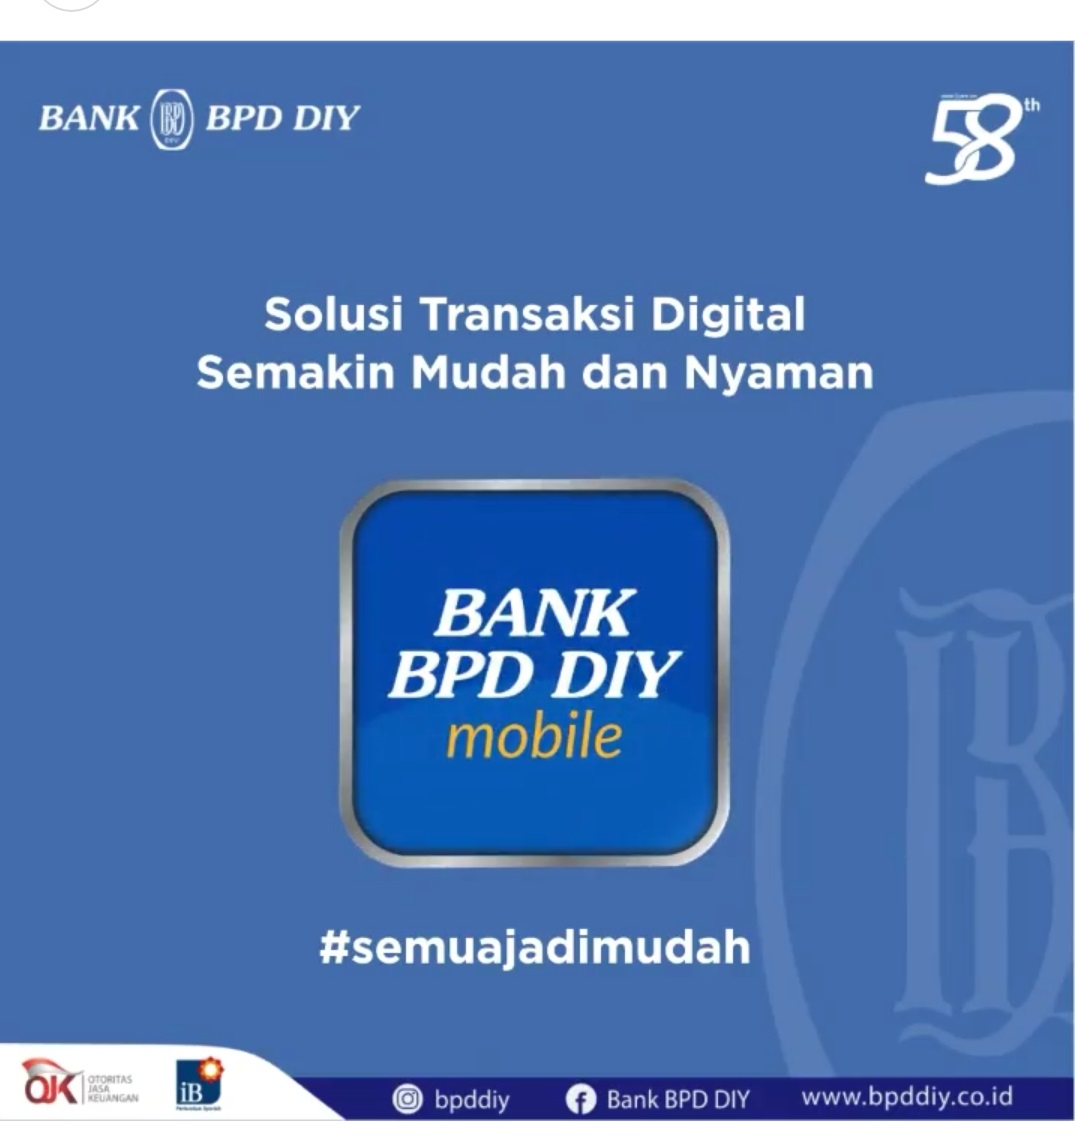 BANK BPD DIY
58th
Solusi Transaksi Digital
Semakin Mudah dan Nyaman
BANK
BPD DIY
mobile
#semuajadimudah
OJK OTORITAS
JASA
KEUANGAN
iB
bpddiy
Bank BPD DIY
www.bpddiy.co.id